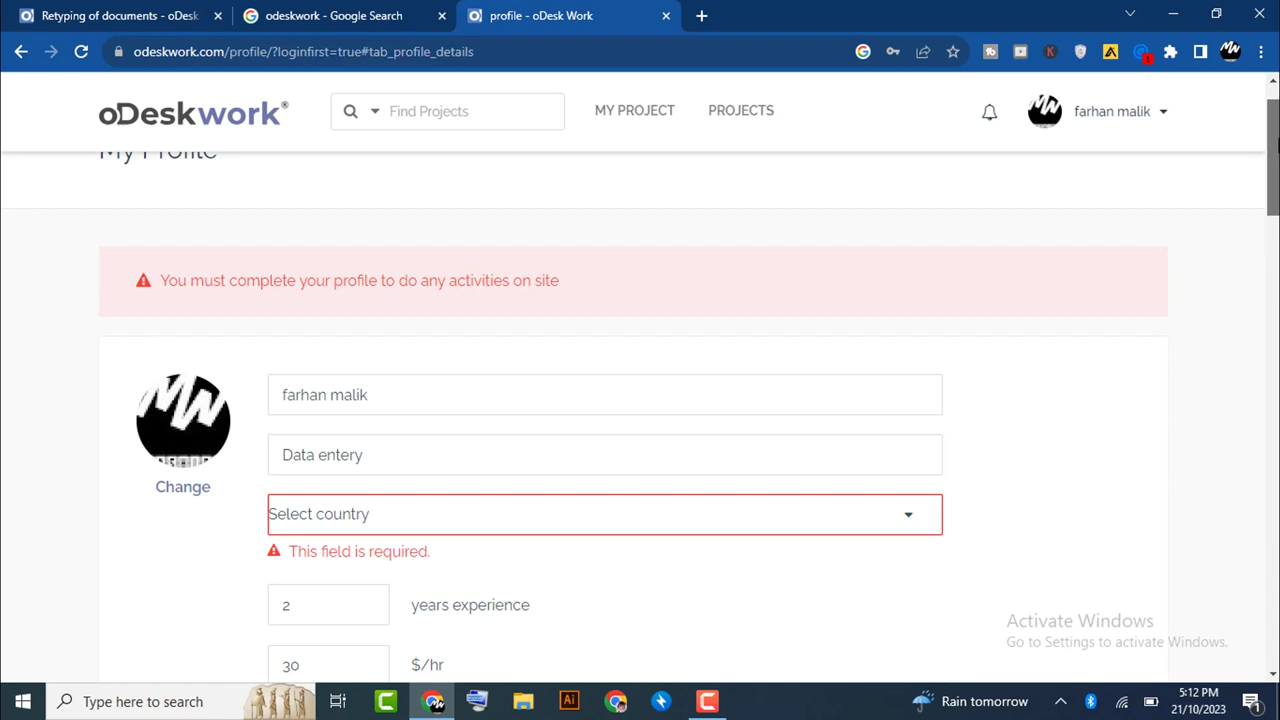 Retyping of documents - oDesk
odeskwork - Google Search
profile - oDesk Work
odeskwork.com/profile/?loginfirst=true#tab_profile_details
oDeskwork®
Find Projects
MY PROJECT
PROJECTS
farhan malik
My Profile
You must complete your profile to do any activities on site
farhan malik
Change
Data entery
Select country
This field is required.
2
years experience
30
$/hr
Activate Windows
Go to Settings to activate Windows.
Type here to search
Rain tomorrow
5:12 PM
21/10/2023